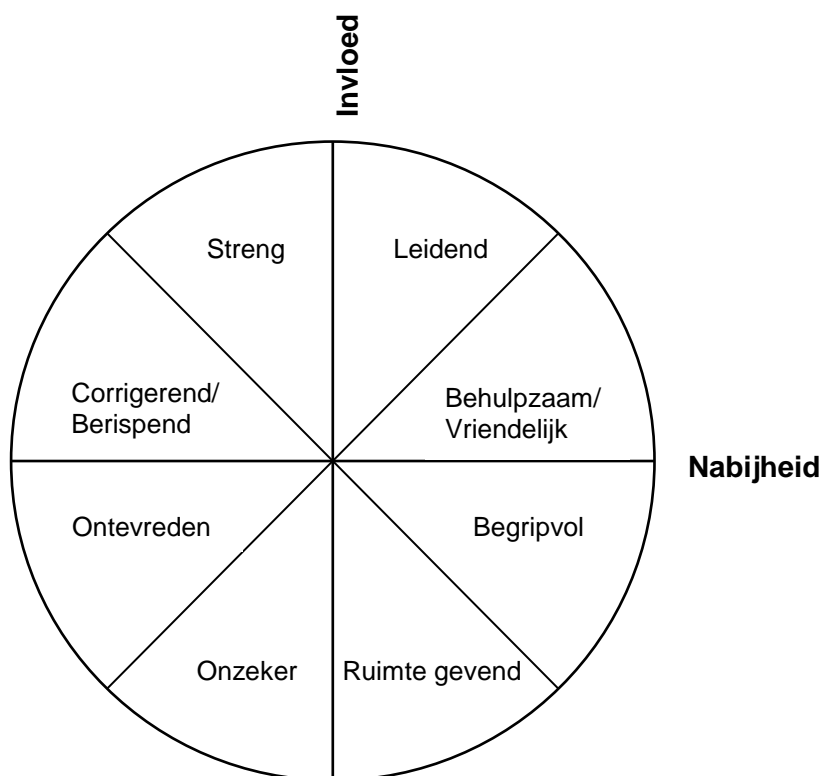 Invloed
Streng
Leidend
Corrigerend/
Berispend
Behulpzaam/
Vriendelijk
Nabijheid
Ontevreden
Begripvol
Onzeker
Ruimte gevend